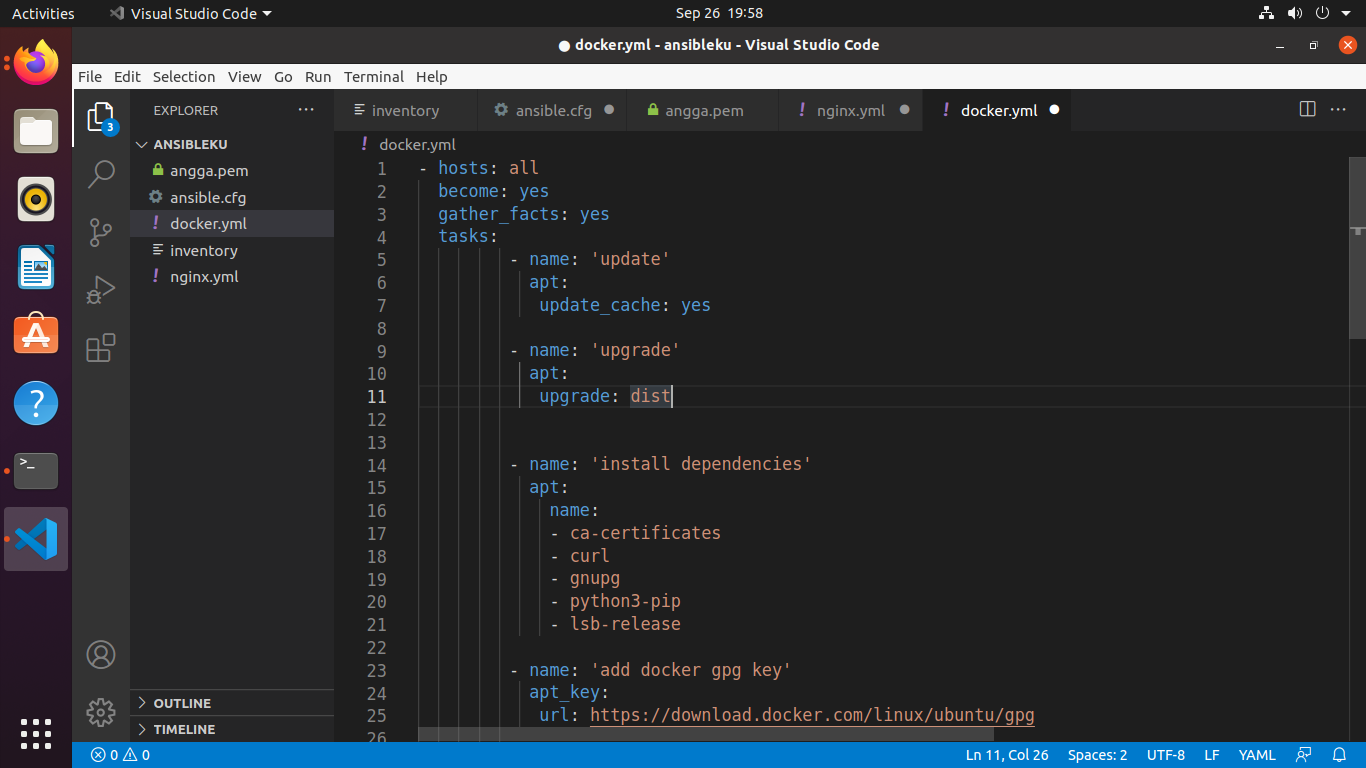 Activities
Visual Studio Code
Sep 26 19:58
● docker.yml - ansibleku - Visual Studio Code
File Edit Selection View Go Run Terminal Help
EXPLORER
inventory
ansible.cfg
angga.pem
! nginx.yml
! docker.yml
3
ANSIBLEKU
angga.pem
ansible.cfg
! docker.yml
inventory
! nginx.yml
OUTLINE
TIMELINE
! docker.yml
1 - hosts: all
2 become: yes
3 gather_facts: yes
4 tasks:
5 - name: 'update'
6 apt:
7 update_cache: yes
8
9 - name: 'upgrade'
10 apt:
11 upgrade: dist
12
13
14 - name: 'install dependencies'
15 apt:
16 name:
17 - ca-certificates
18 - curl
19 - gnupg
20 - python3-pip
21 - lsb-release
22
23 - name: 'add docker gpg key'
24 apt_key:
25 url: https://download.docker.com/linux/ubuntu/gpg
26
0 0
Ln 11, Col 26 Spaces: 2 UTF-8 LF YAML